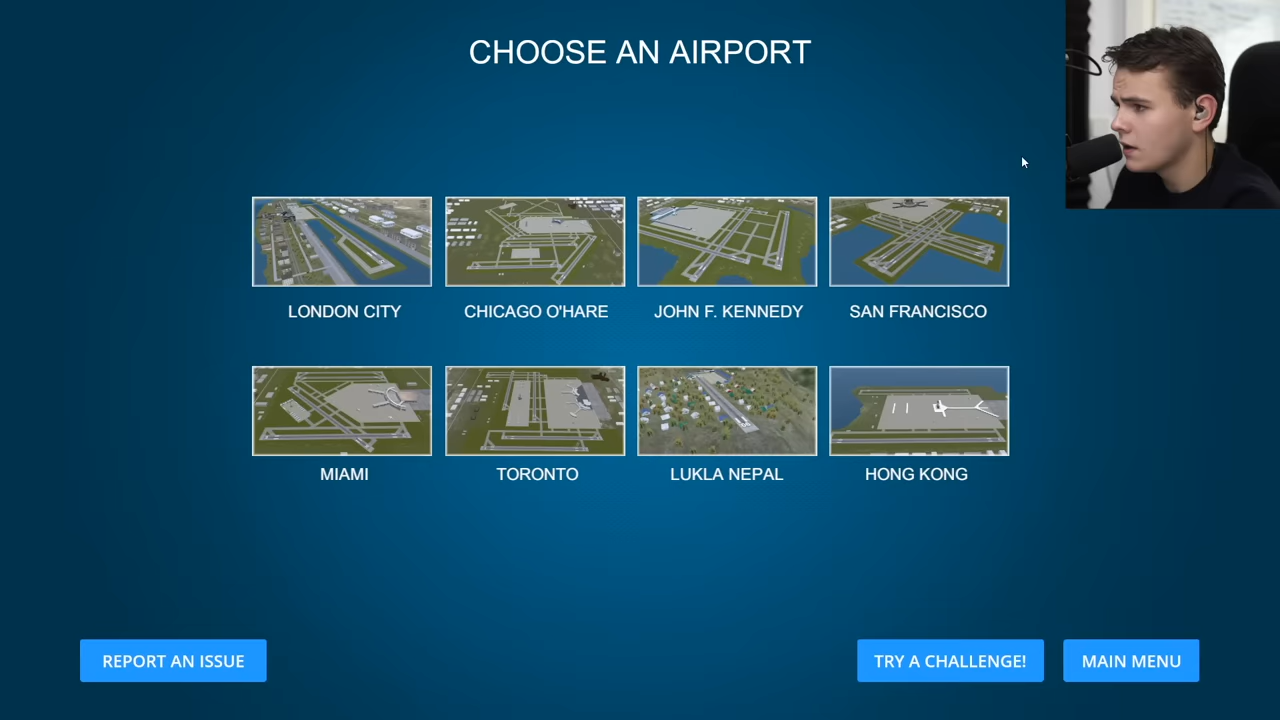 CHOOSE AN AIRPORT
LONDON CITY
CHICAGO O'HARE
JOHN F. KENNEDY
SAN FRANCISCO
MIAMI
TORONTO
LUKLA NEPAL
HONG KONG
REPORT AN ISSUE
TRY A CHALLENGE!
MAIN MENU